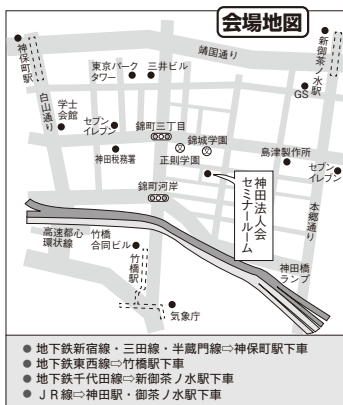 会場地図
神保町駅
靖国通り
新御茶ノ水駅
東京パーク
タワー
三井ビル
GS
白山通り
学士
会館
セブン
イレブン
錦町三丁目
錦城学園
神田税務署
正則学園
島津製作所
セブン
イレブン
神田法人会
セミナールーム
錦町河岸
本郷通り
高速都心
環状線
竹橋
合同ビル
竹橋駅
神田橋
ランプ
気象庁
● 地下鉄新宿線・三田線・半蔵門線⇨神保町駅下車
● 地下鉄東西線⇨竹橋駅下車
● 地下鉄千代田線⇨新御茶ノ水駅下車
● ＪＲ線⇨神田駅・御茶ノ水駅下車